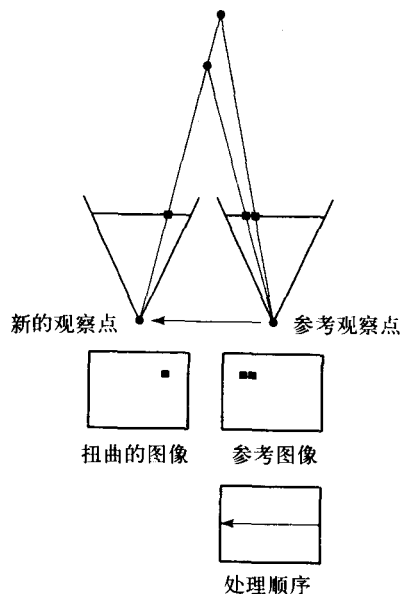 新的观察点
参考观察点
扭曲的图像
参考图像
处理顺序